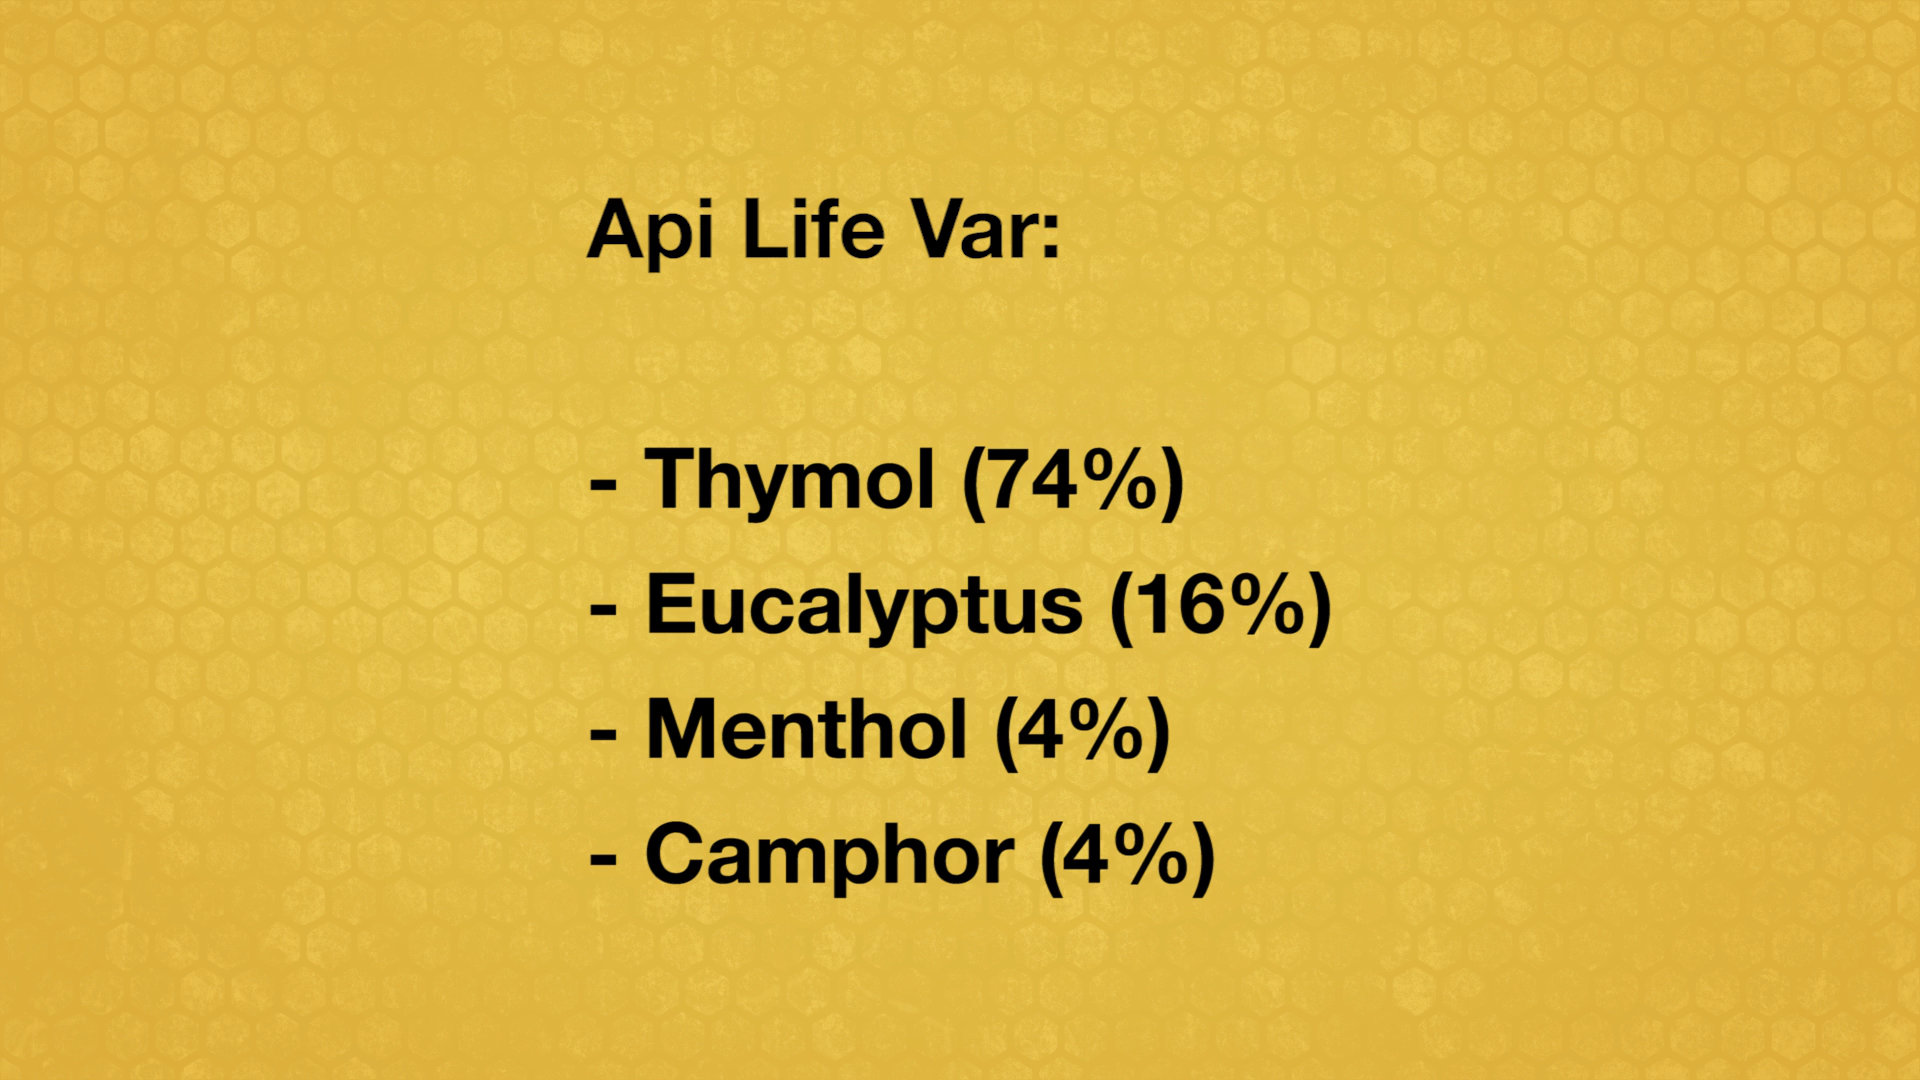 Api Life Var:
- Thymol (74%)
- Eucalyptus (16%)
- Menthol (4%)
- Camphor (4%)